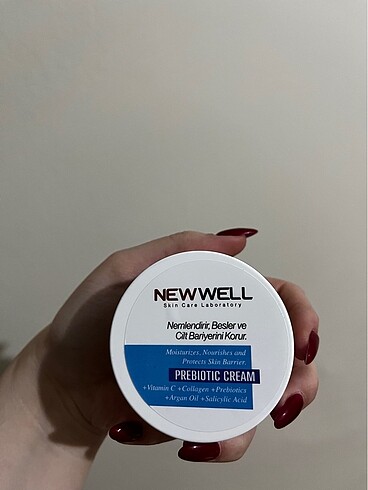 NEWWELL
Skin Care Laboratory
Nemlendirir, Besler ve
Cilt Bariyerini Korur.
Moisturizes, Nourishes and
Protects Skin Barrier.
PREBIOTIC CREAM
+Vitamin C +Collagen +Prebiotics
+Argan Oil +Salicylic Acid